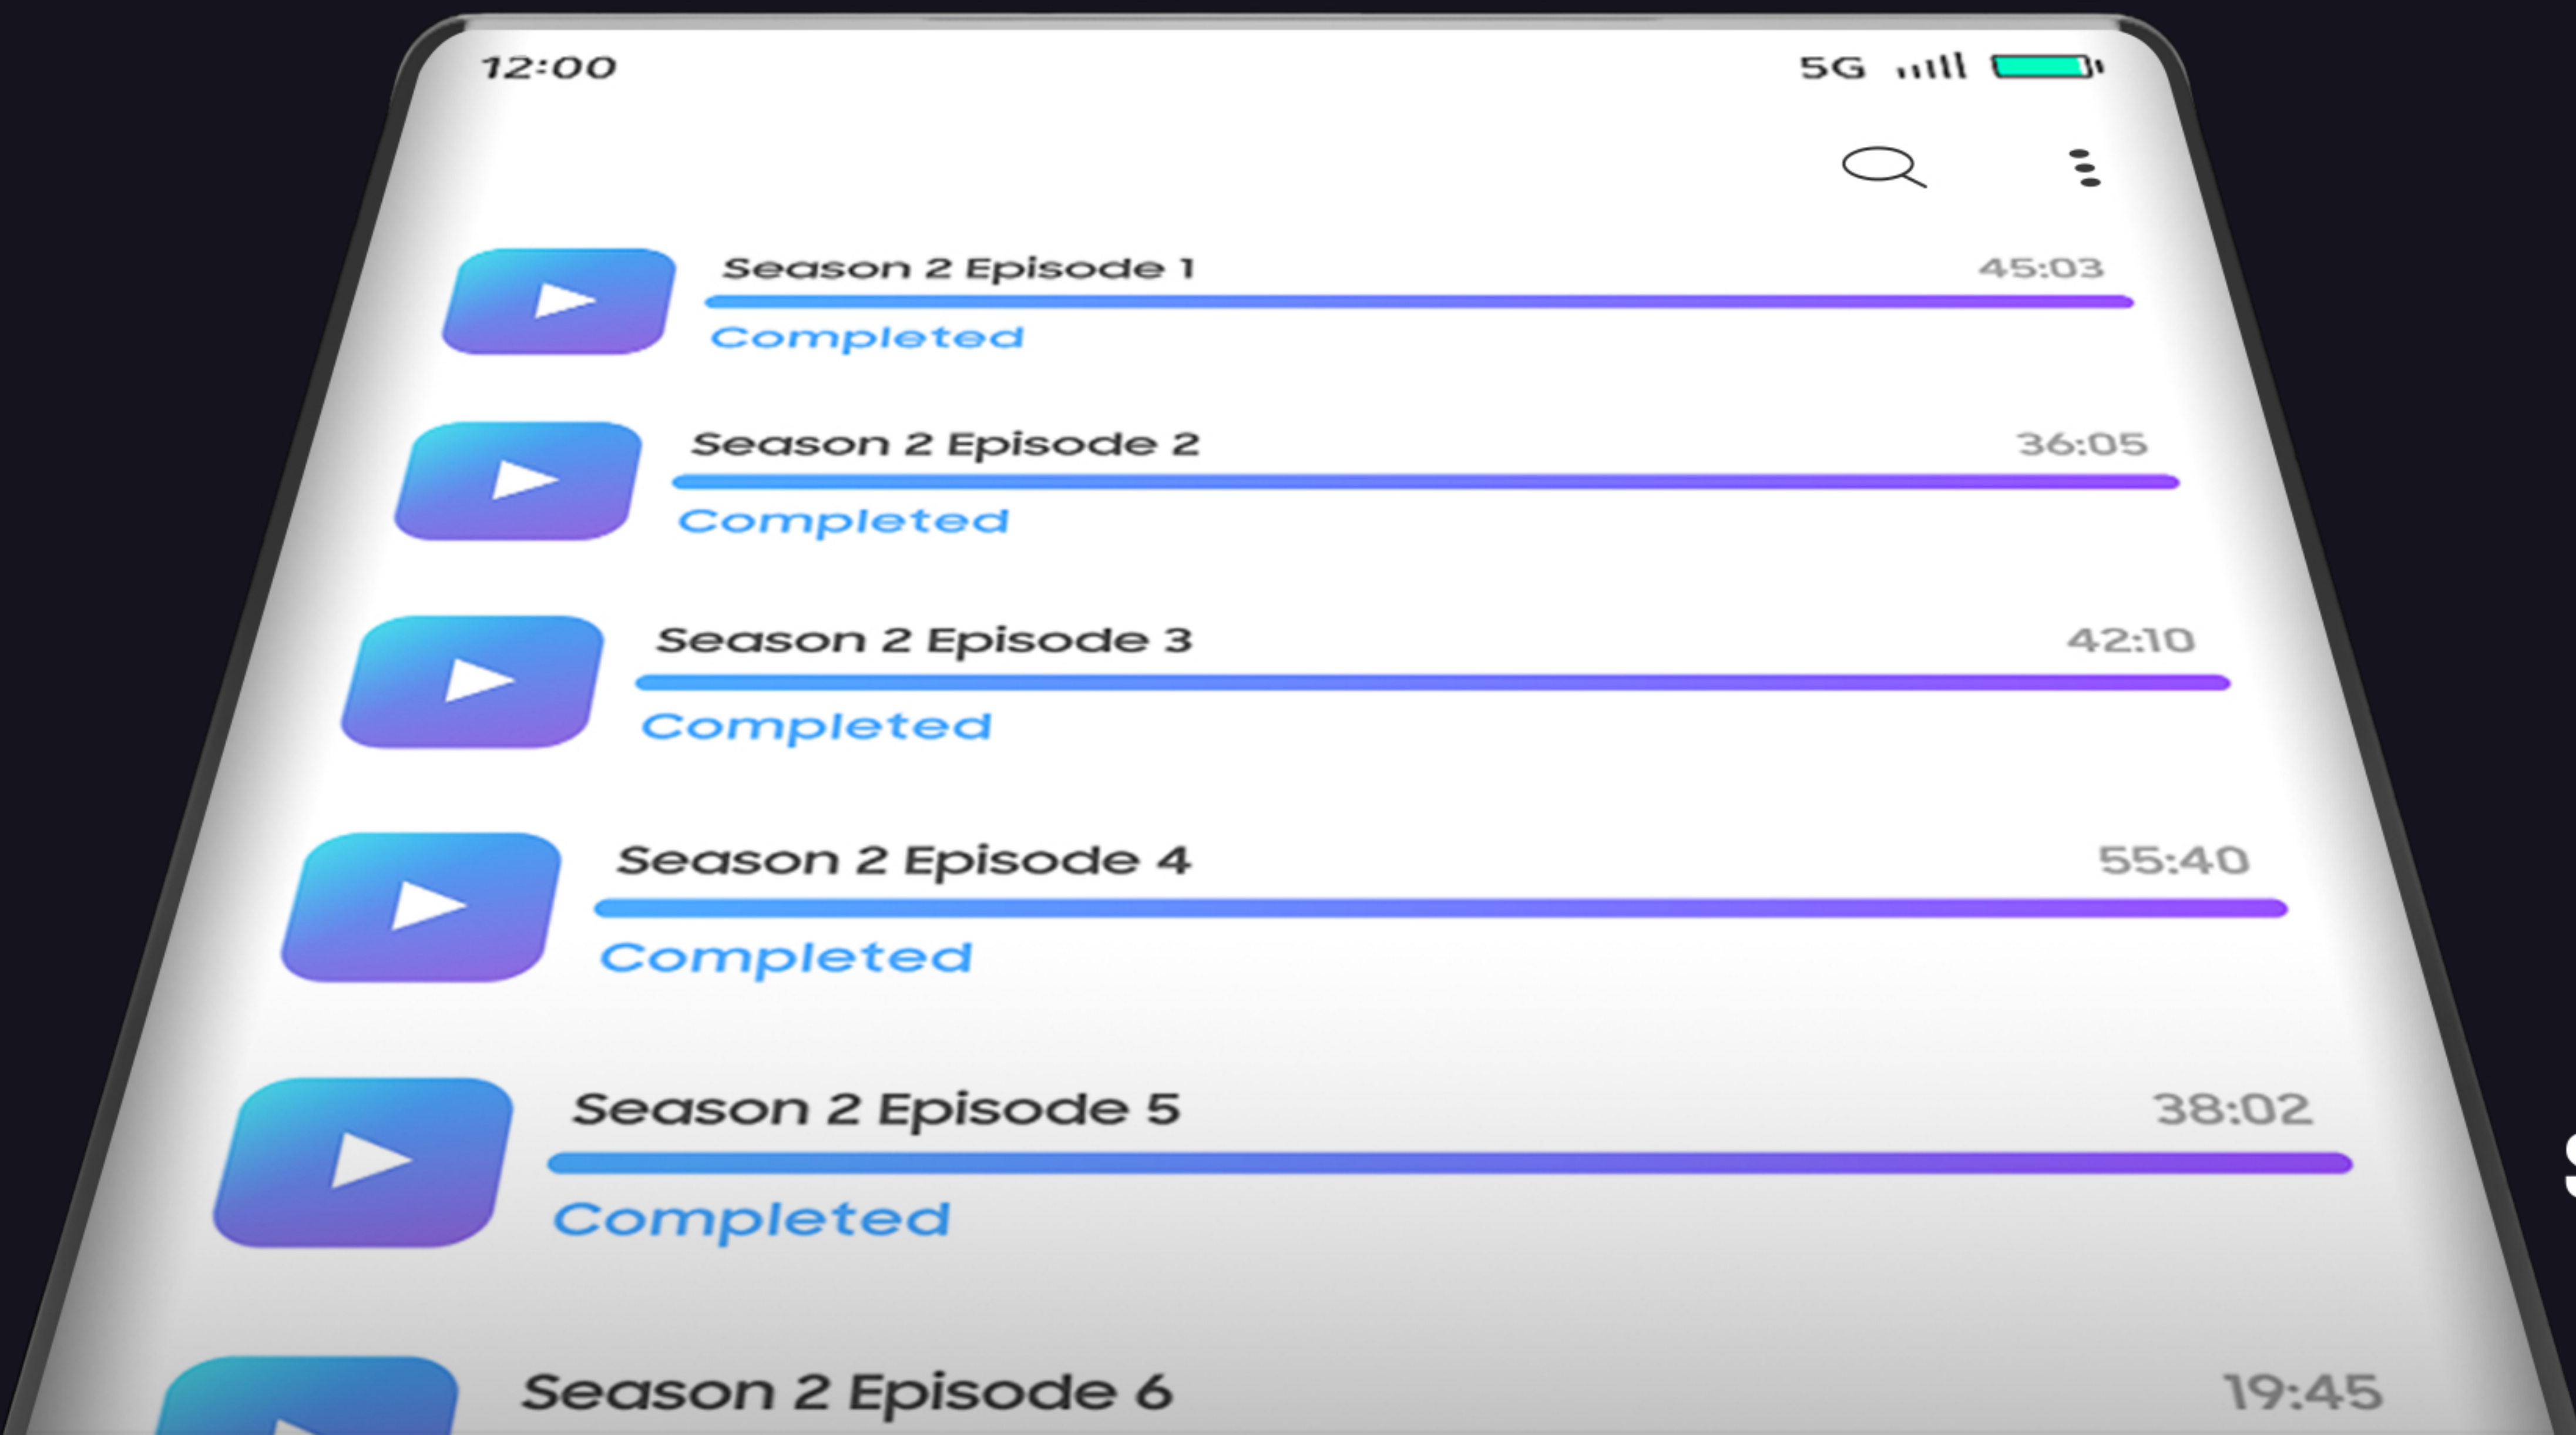 12:00 5G
Season 2 Episode 1 45:03
Completed
Season 2 Episode 2 36:05
Completed
Season 2 Episode 3 42:10
Completed
Season 2 Episode 4 55:40
Completed
Season 2 Episode 5 38:02
Completed
Season 2 Episode 6 19:45